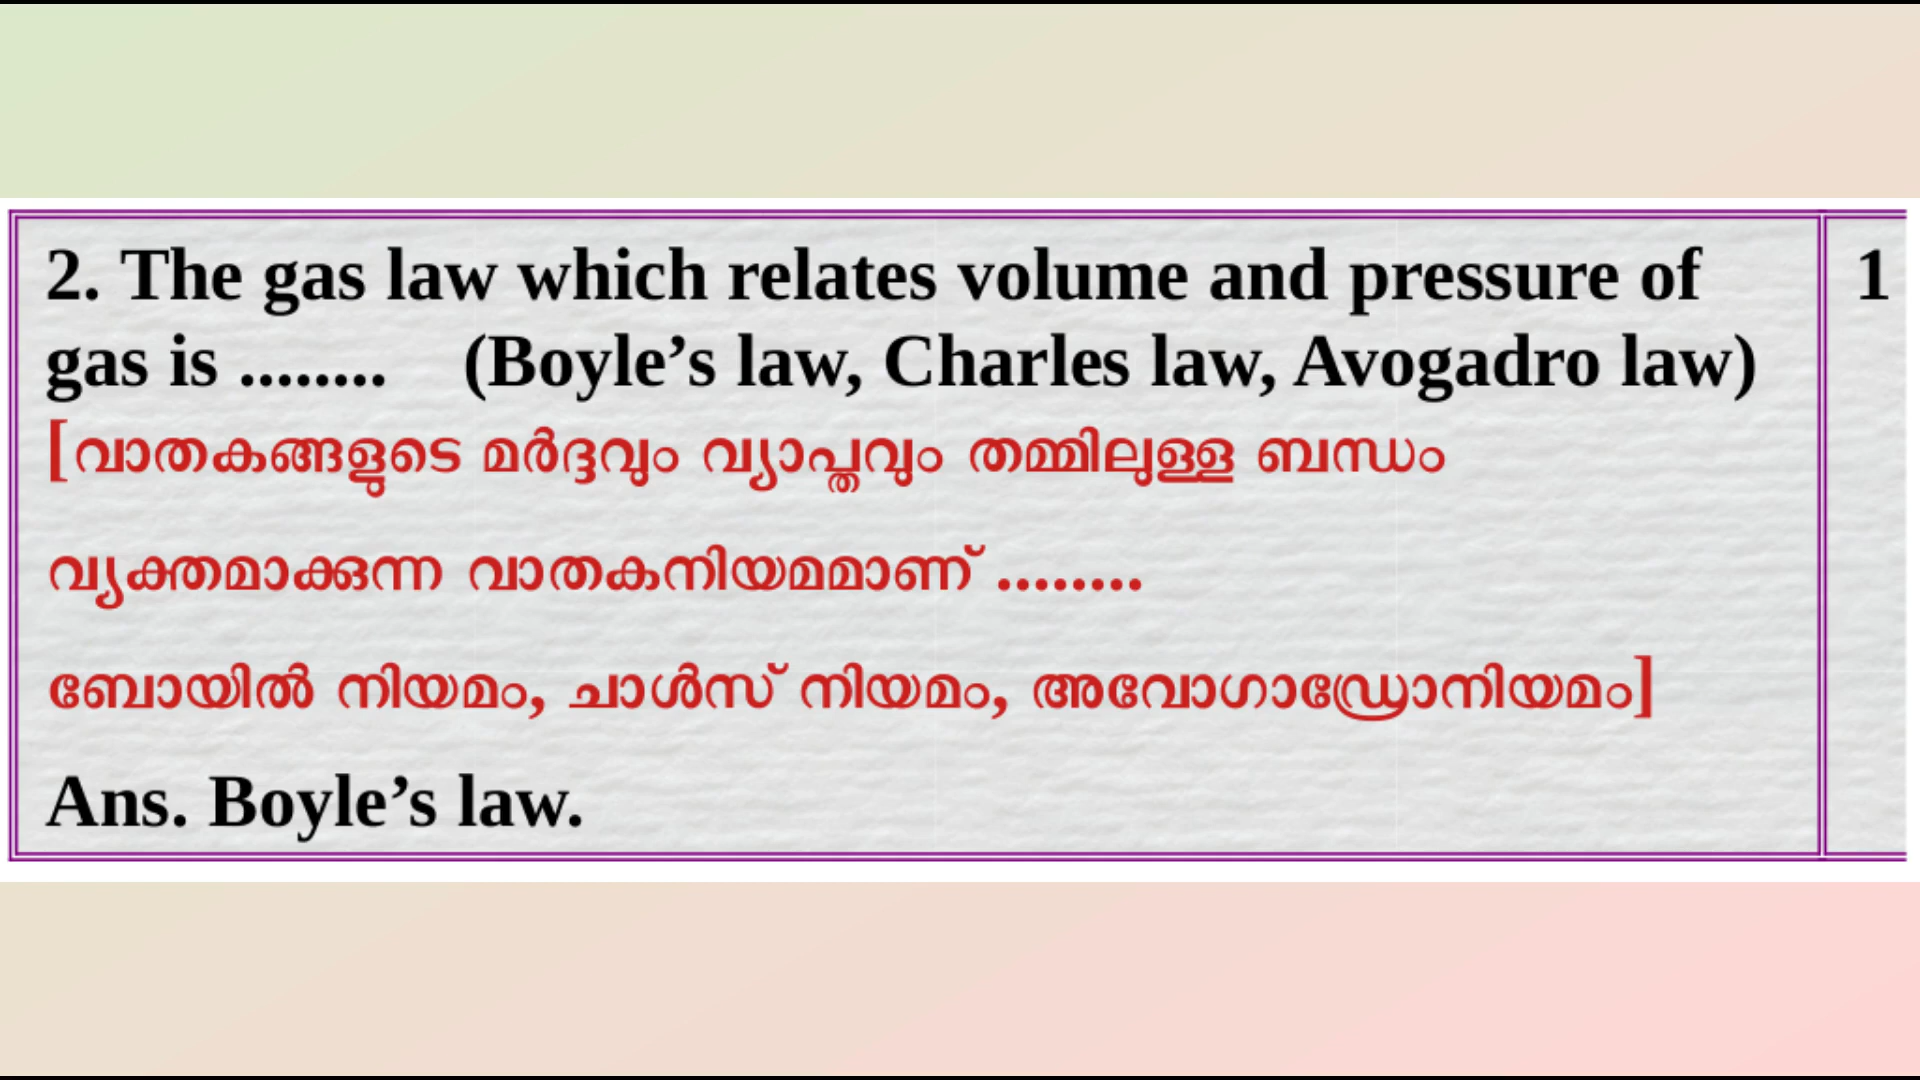 2. The gas law which relates volume and pressure of
1
gas is ........ (Boyle’s law, Charles law, Avogadro law)
[വാതകങ്ങളുടെ മർദ്ദവും വ്യാപ്തവും തമ്മിലുള്ള ബന്ധം
വ്യക്തമാക്കുന്ന വാതകനിയമമാണ് ........
ബോയിൽ നിയമം, ചാൾസ് നിയമം, അവോഗാഡ്രോനിയമം]
Ans. Boyle’s law.